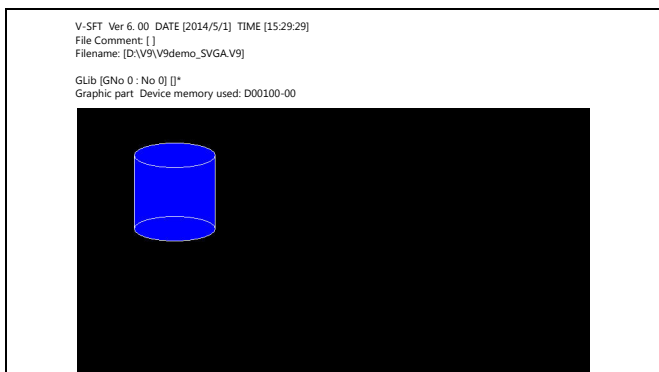 V-SFT Ver 6. 00 DATE [2014/5/1] TIME [15:29:29]
File Comment: [ ]
Filename: [D:\V9\V9demo_SVGA.V9]
GLib [GNo 0 : No 0] []*
Graphic part Device memory used: D00100-00